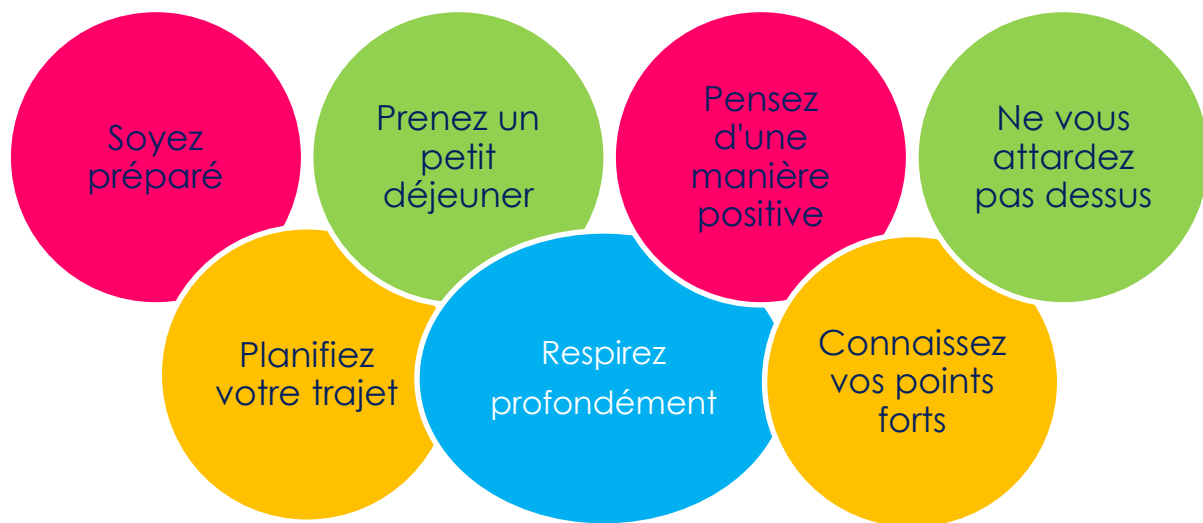 Soyez
préparé
Prenez un
petit
déjeuner
Pensez
d'une
manière
positive
Ne vous
attardez
pas dessus
Planifiez
votre trajet
Respirez
profondément
Connaissez
vos points
forts